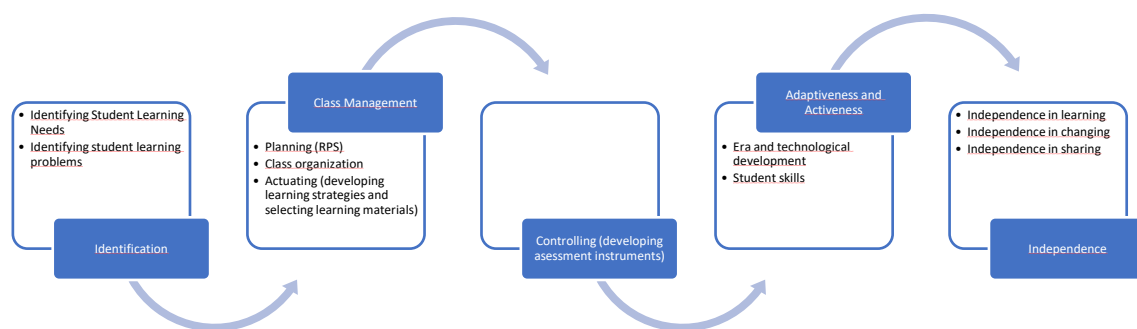 • Identifying Student Learning
Needs
• Identifying student learning
problems
Identification
Class Management
• Planning (RPS)
• Class organization
• Actuating (developing
learning strategies and
selecting learning materials)
Controlling (developing
asessment instruments)
Adaptiveness and
Activeness
• Era and technological
development
• Student skills
• Independence in learning
• Independence in changing
• Independence in sharing
Independence